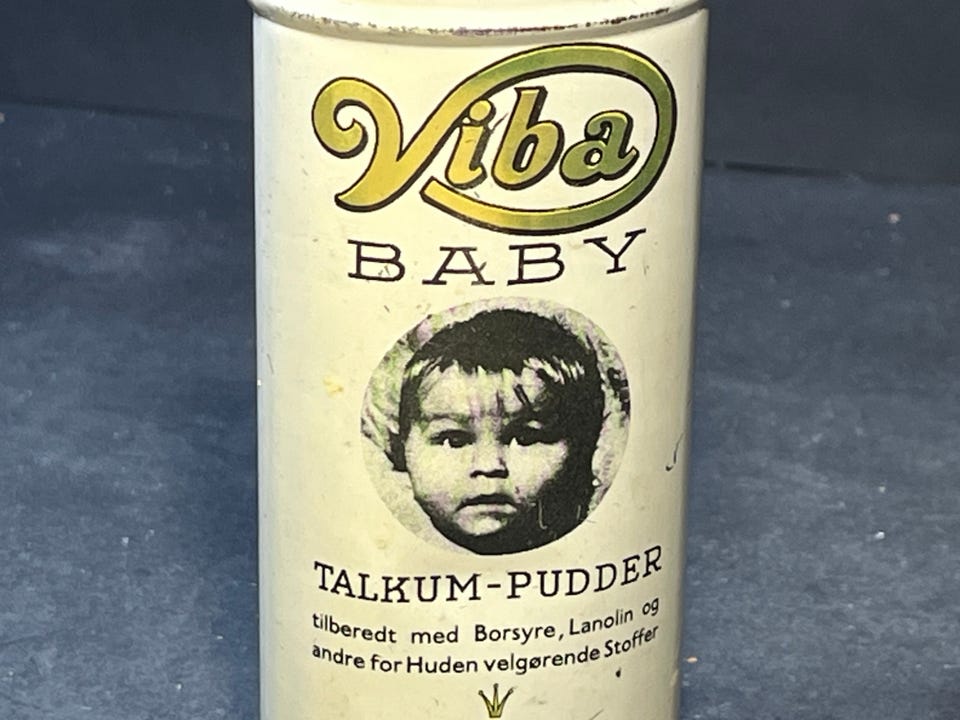 Viba
BABY
TALKUM-PUDDER
tilberedt med Borsyre, Lanolin og
andre for Huden velgørende Stoffer